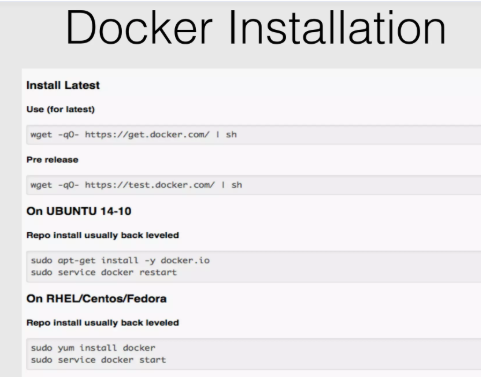 Docker Installation
Install Latest
Use (for latest)
wget -qO- https://get.docker.com/ | sh
Pre release
wget -qO- https://test.docker.com/ | sh
On UBUNTU 14-10
Repo install usually back leveled
sudo apt-get install -y docker.io
sudo service docker restart
On RHEL/Centos/Fedora
Repo install usually back leveled
sudo yum install docker
sudo service docker start